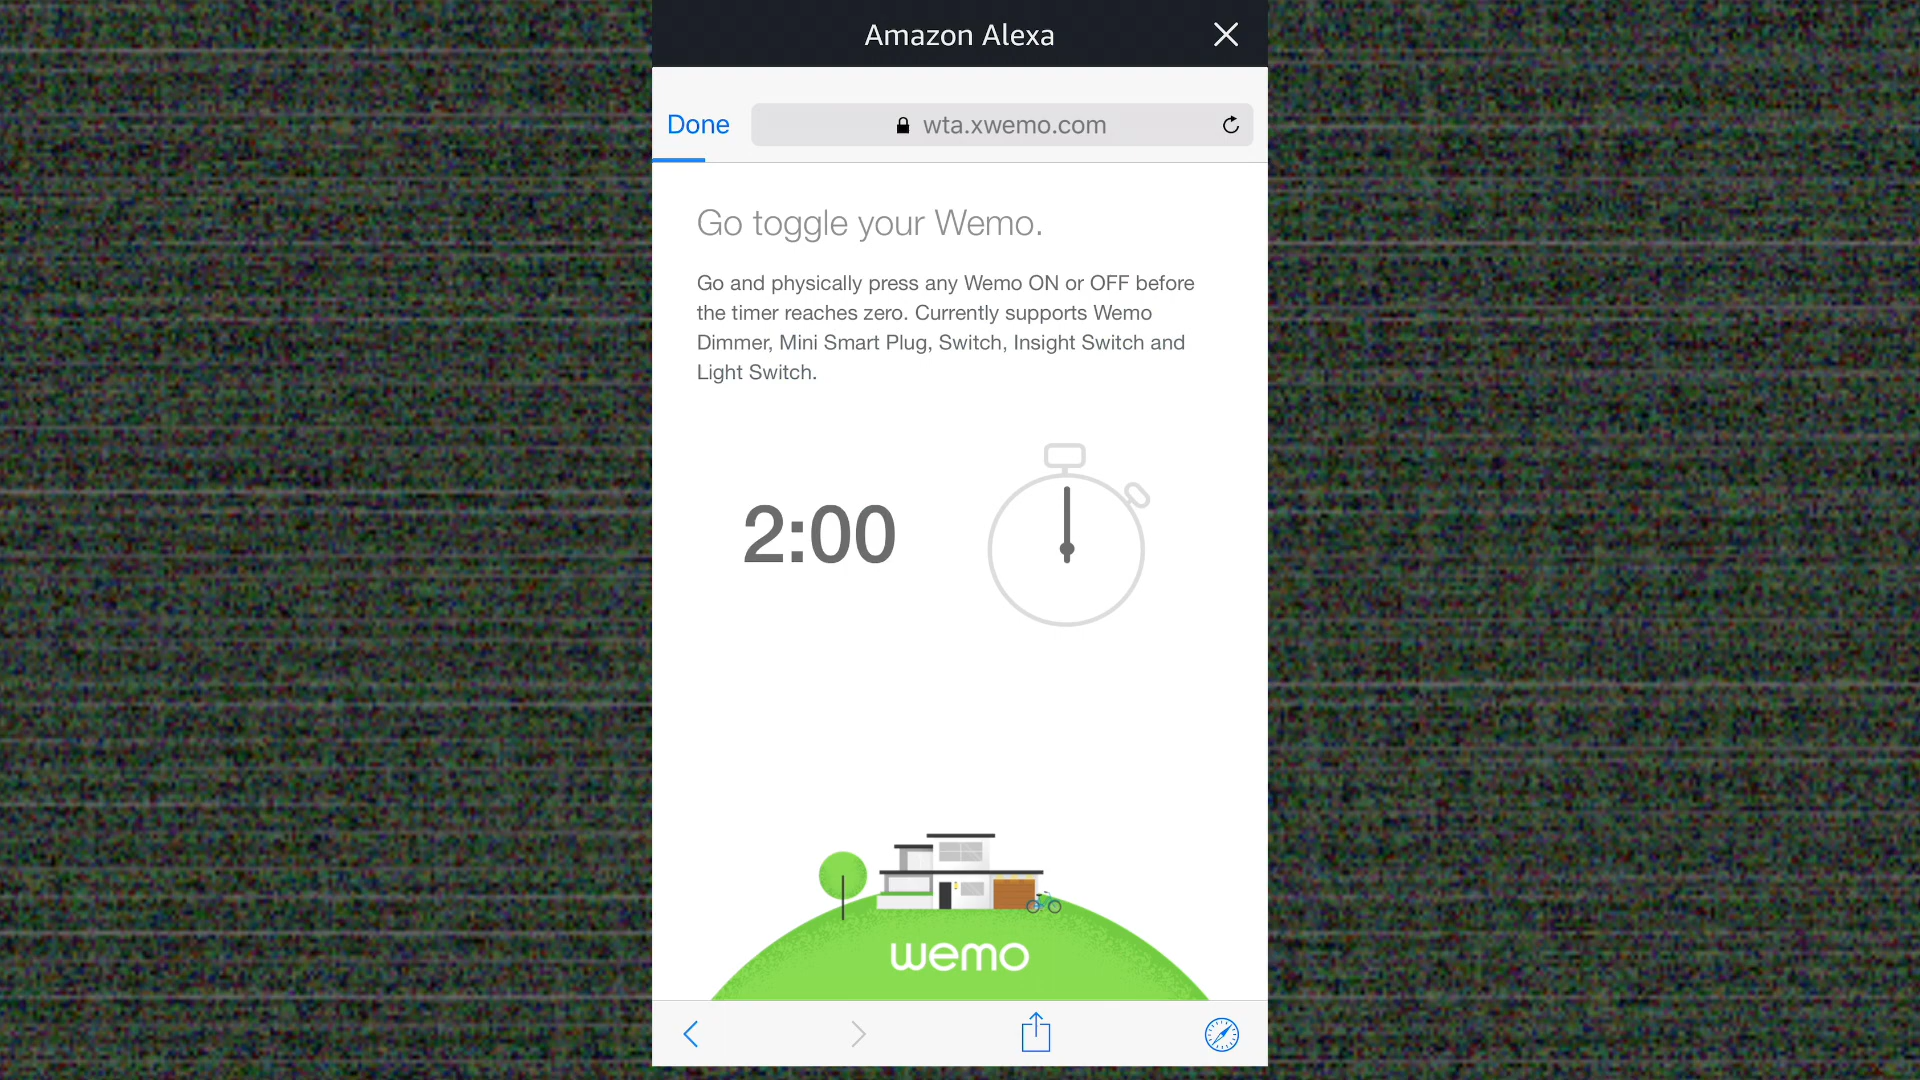 Amazon Alexa
Done
wta.xwemo.com
Go toggle your Wemo.
Go and physically press any Wemo ON or OFF before
the timer reaches zero. Currently supports Wemo
Dimmer, Mini Smart Plug, Switch, Insight Switch and
Light Switch.
2:00
wemo